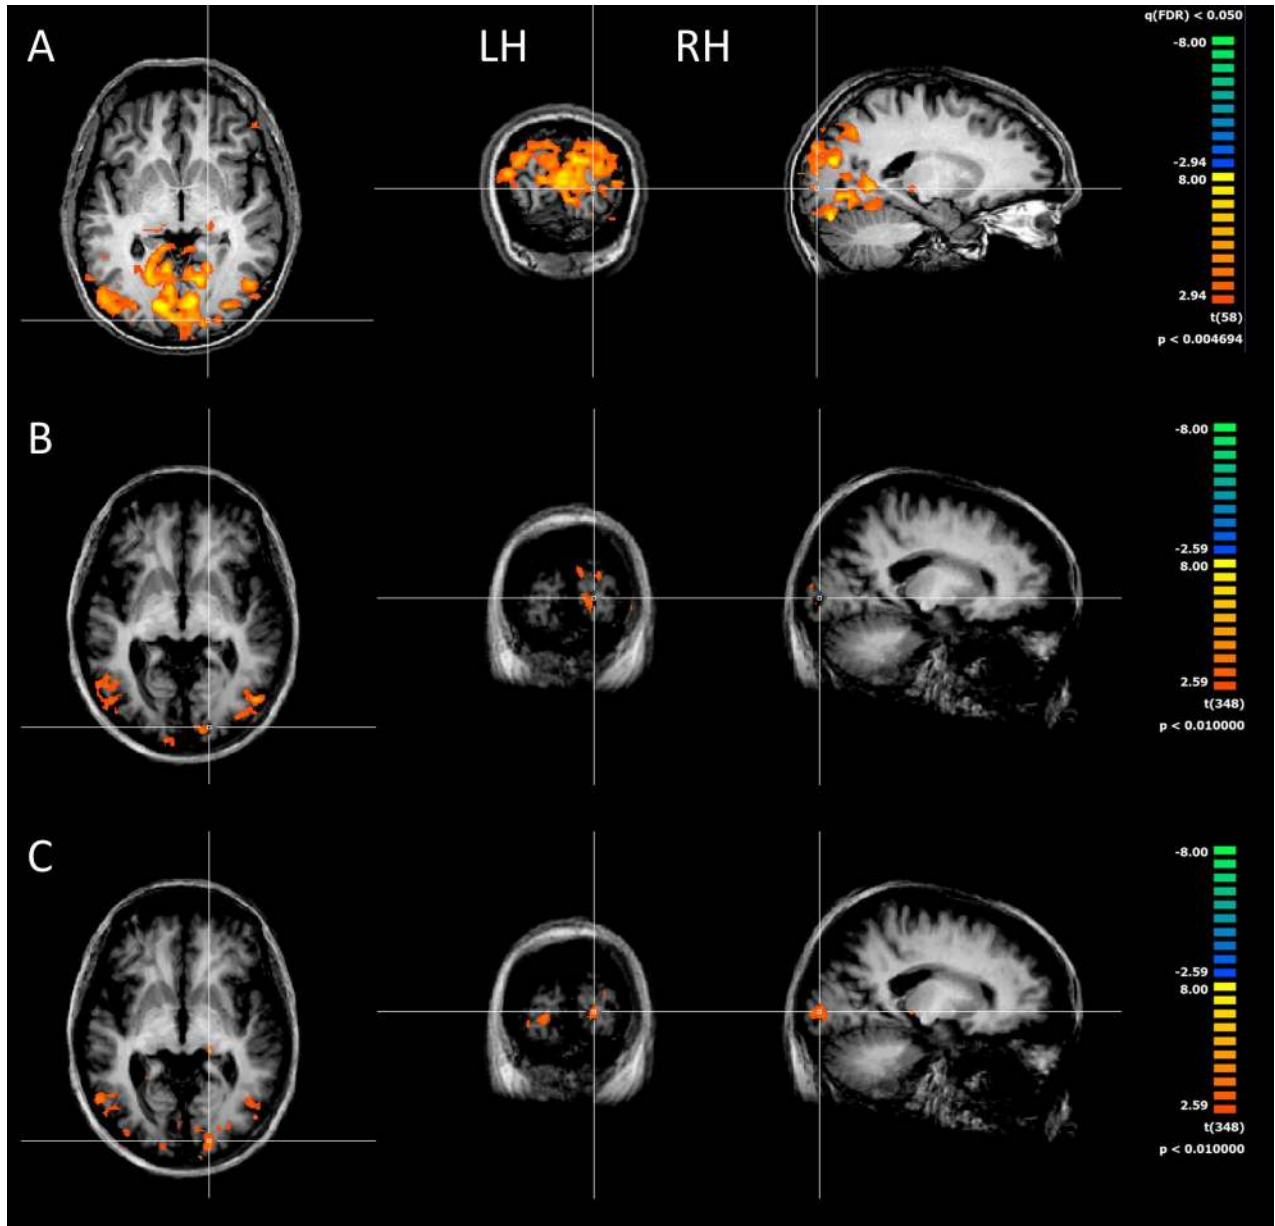 A
LH
RH
q(FDR) < 0.050
-8.00
-2.94
8.00
2.94
t(58)
p < 0.004694
B
-8.00
-2.59
8.00
2.59
t(348)
p < 0.010000
C
-8.00
-2.59
8.00
2.59
t(348)
p < 0.010000